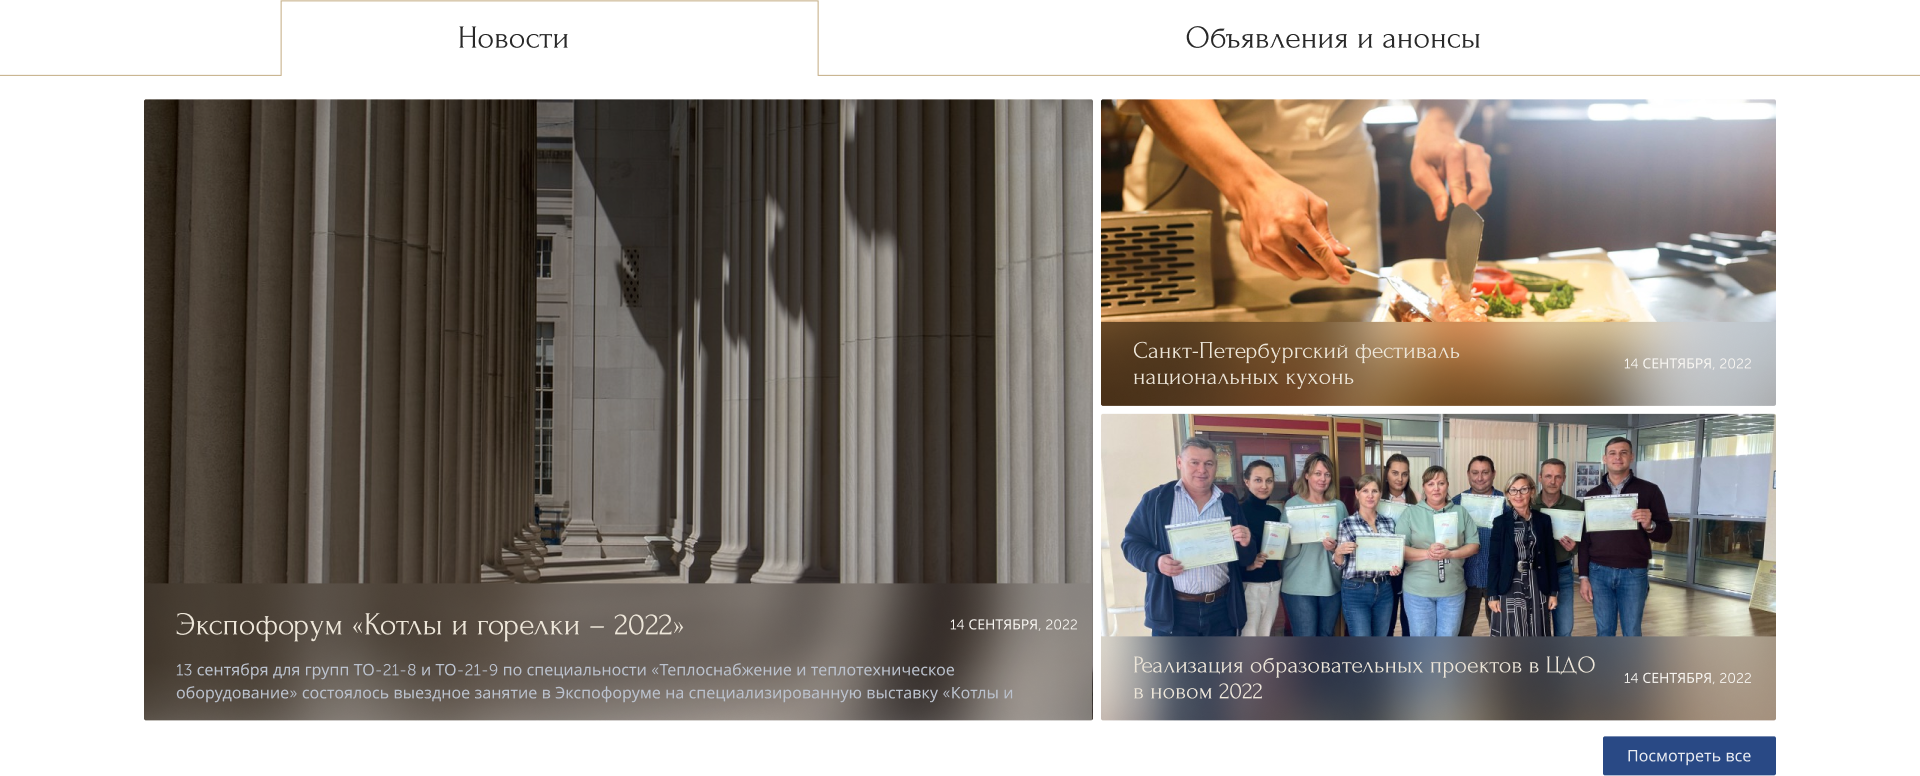 Новости
Объявления и анонсы
Экспофорум «Котлы и горелки – 2022»
14 СЕНТЯБРЯ, 2022
13 сентября для групп ТО-21-8 и ТО-21-9 по специальности «Теплоснабжение и теплотехническое
оборудование» состоялось выездное занятие в Экспофоруме на специализированную выставку «Котлы и
Санкт-Петербургский фестиваль
национальных кухонь
14 СЕНТЯБРЯ, 2022
Реализация образовательных проектов в ЦДО
в новом 2022
14 СЕНТЯБРЯ, 2022
Посмотреть все